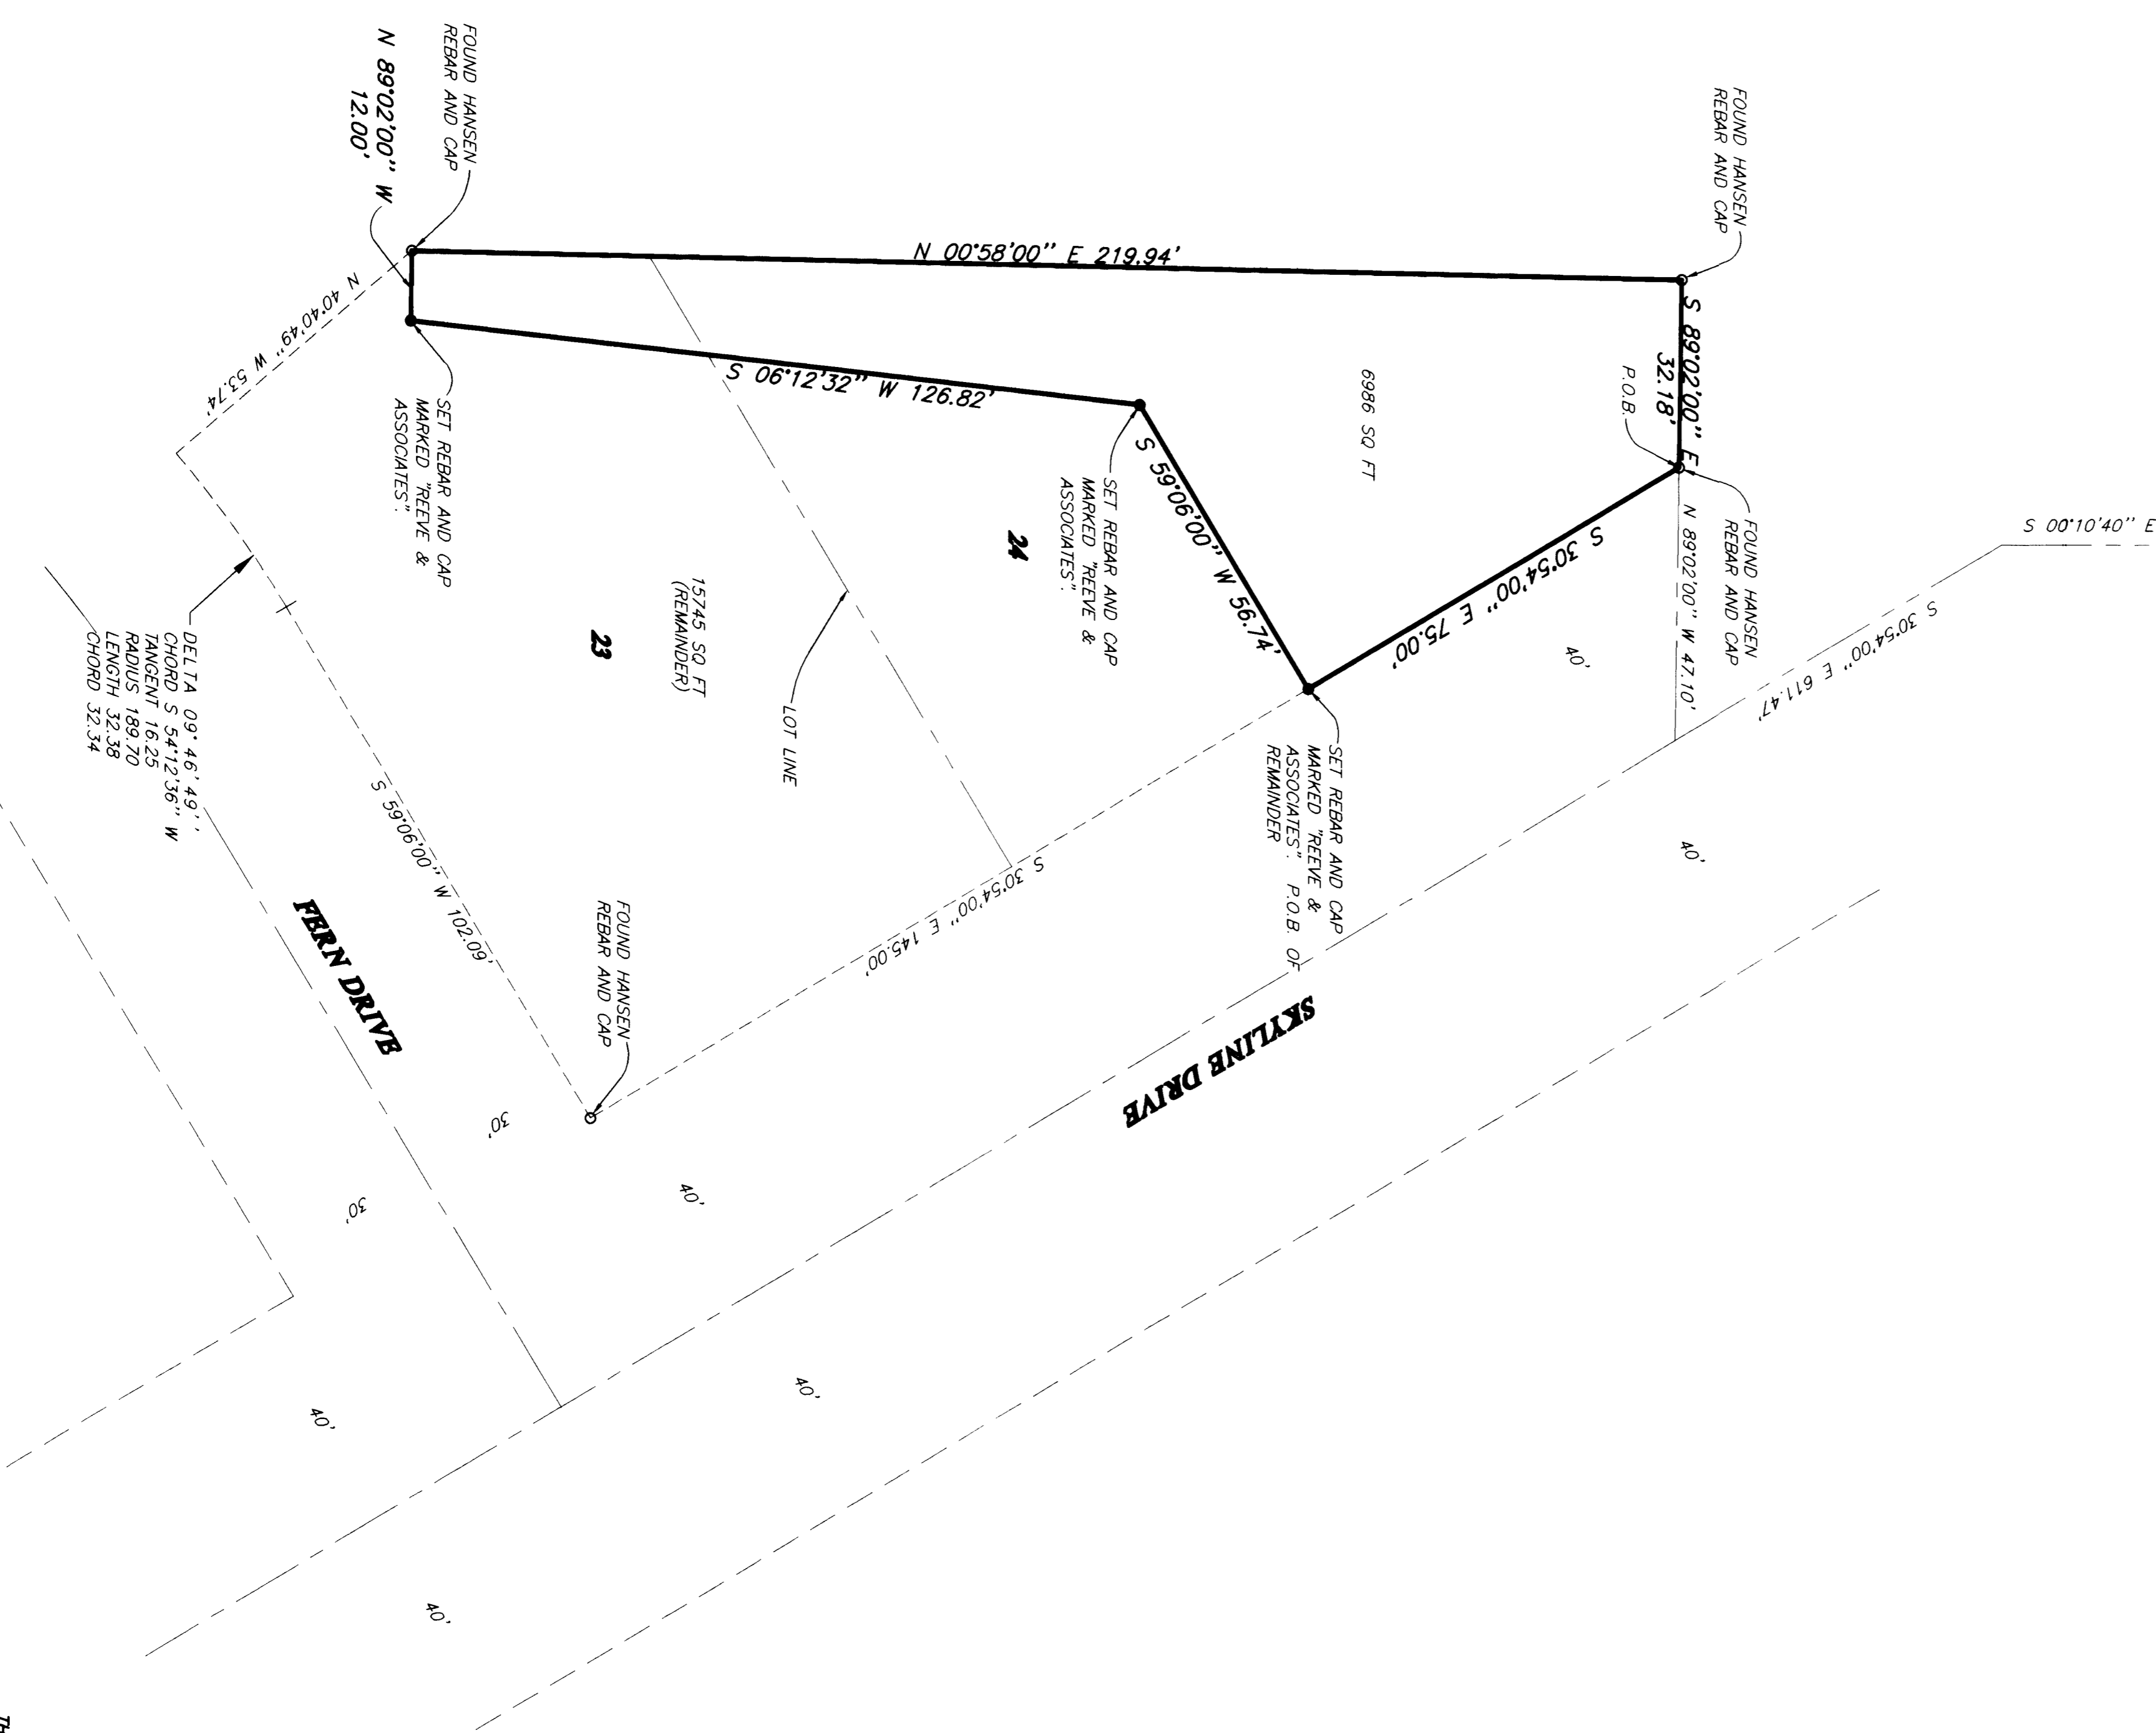 FOUND HANSEN
REBAR AND CAP
FOUND HANSEN
REBAR AND CAP
N 89°02'00" W
12.00'
N 00°58'00" E 219.94'
S 89°02'00" E
32.18'
P.O.B.
6986 SQ FT
N 40°40'49" W 53.74'
S 06°12'32" W 126.82'
SET REBAR AND CAP
MARKED "REEVE &
ASSOCIATES".
SET REBAR AND CAP
MARKED "REEVE &
ASSOCIATES".
S 59°06'00" W 56.74'
S 30°54'00" E 75.00'
FOUND HANSEN
REBAR AND CAP
N 89°02'00" W 47.10'
S 00°10'40" E
S 30°54'00" E 611.47'
24
15745 SQ FT
(REMAINDER)
23
LOT LINE
40'
SET REBAR AND CAP
MARKED "REEVE &
ASSOCIATES". P.O.B. OF
REMAINDER
DELTA 09°46'49''
CHORD S 54°12'36" W
TANGENT 16.25
RADIUS 189.70
LENGTH 32.38
CHORD 32.34
S 59°06'00" W 102.09'
S 30°54'00" E 145.00'
40'
FERN DRIVE
FOUND HANSEN
REBAR AND CAP
SKYLINE DRIVE
30'
30'
40'
40'
40'
40'